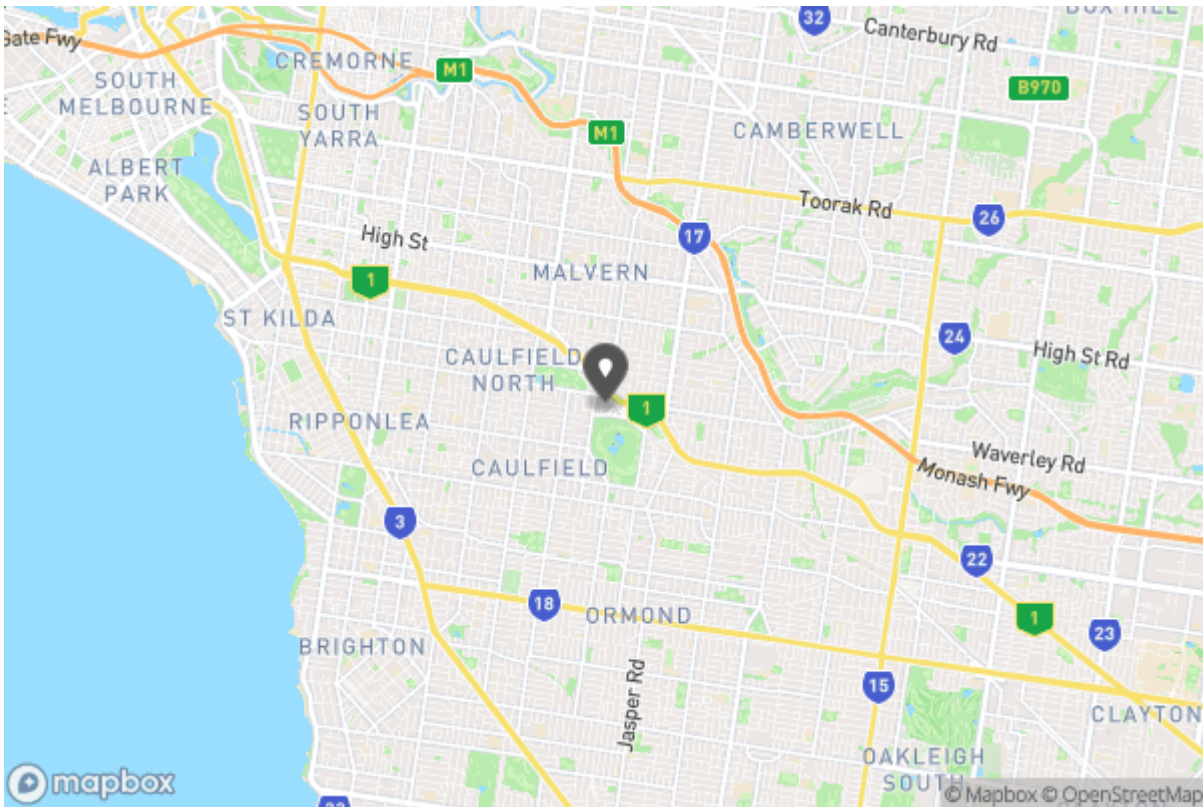 BOX HILL
32
Canterbury Rd
Gate Fwy
CREMORNE
M1
SOUTH
MELBOURNE
B970
SOUTH
YARRA
M1
CAMBERWELL
ALBERT
PARK
Toorak Rd
26
High St
17
1
MALVERN
ST KILDA
24
High St Rd
CAULFIELD
NORTH
1
RIPPONLEA
CAULFIELD
Waverley Rd
Monash Fwy
3
22
18
ORMOND
1
23
BRIGHTON
15
Jasper Rd
CLAYTON
OAKLEIGH
SOUTH
mapbox
© Mapbox © OpenStreetMap